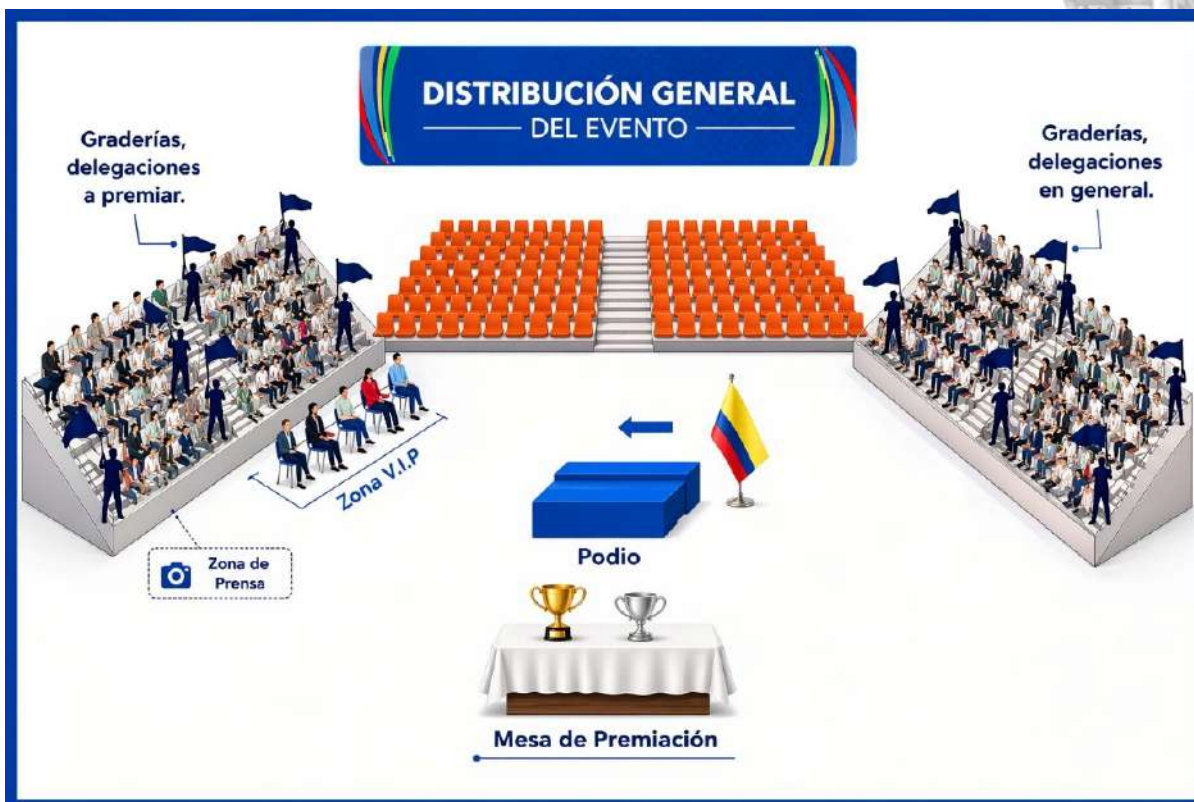 DISTRIBUCIÓN GENERAL
DEL EVENTO
Graderías,
delegaciones
a premiar.
Graderías,
delegaciones
en general.
Zona V.I.P
Zona de
Prensa
Podio
Mesa de Premiación